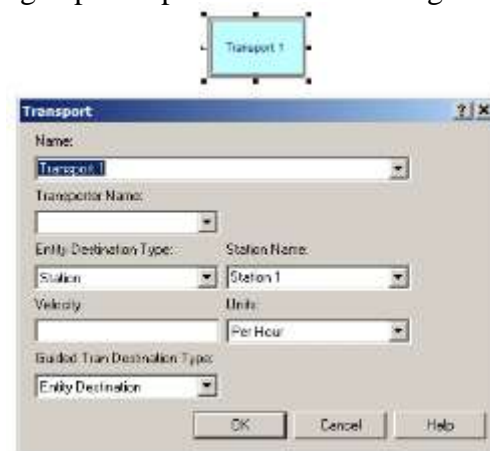 Transport 1
Transport
Name:
Transport 1
Transporter Name:
Entity Destination Type: Station Name:
Station Station 1
Velocity Units:
Per Hour
Guided Tran Destination Type:
Entity Destination
OK Cancel Help